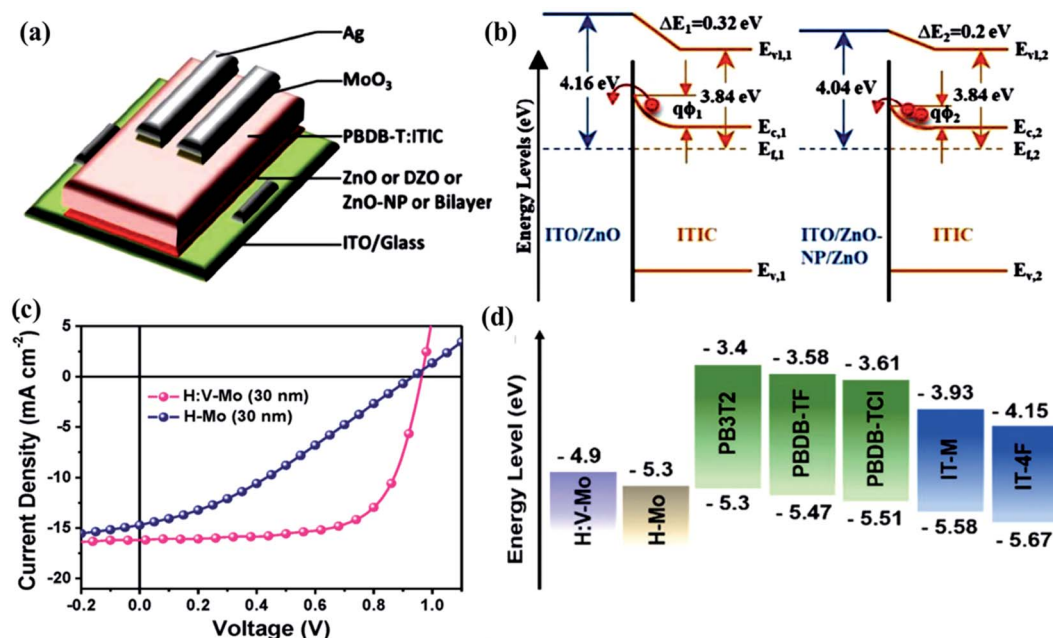 (a)
Ag
MoO3
PBDB-T:ITIC
ZnO or DZO or
ZnO-NP or Bilayer
ITO/Glass
(b)
Energy Levels (eV)
ΔE1=0.32 eV
Evl,1
4.16 eV
3.84 eV
qϕ1
Ec,1
Ef,1
ITO/ZnO
ITIC
Ev,1
ΔE2=0.2 eV
Evl,2
4.04 eV
3.84 eV
qϕ2
Ec,2
Ef,2
ITO/ZnO-
NP/ZnO
ITIC
Ev,2
(c)
Current Density (mA cm-2)
5
0
-5
-10
-15
-20
H:V-Mo (30 nm)
H-Mo (30 nm)
-0.2 0.0 0.2 0.4 0.6 0.8 1.0
Voltage (V)
(d)
Energy Level (eV)
- 4.9
H:V-Mo
- 5.3
H-Mo
- 3.4
PB3T2
- 5.3
- 3.58
PBDB-TF
- 5.47
- 3.61
PBDB-TCl
- 5.51
- 3.93
IT-M
- 5.58
- 4.15
IT-4F
- 5.67